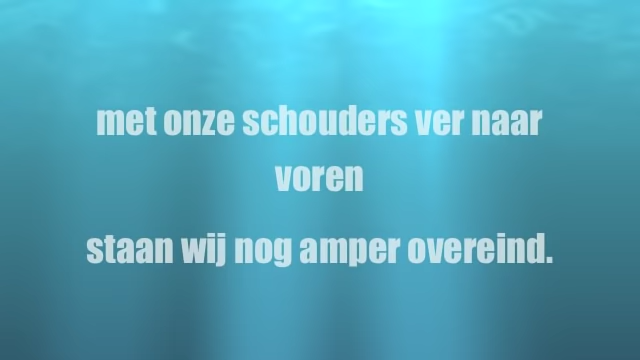 met onze schouders ver naar
voren
staan wij nog amper overeind.